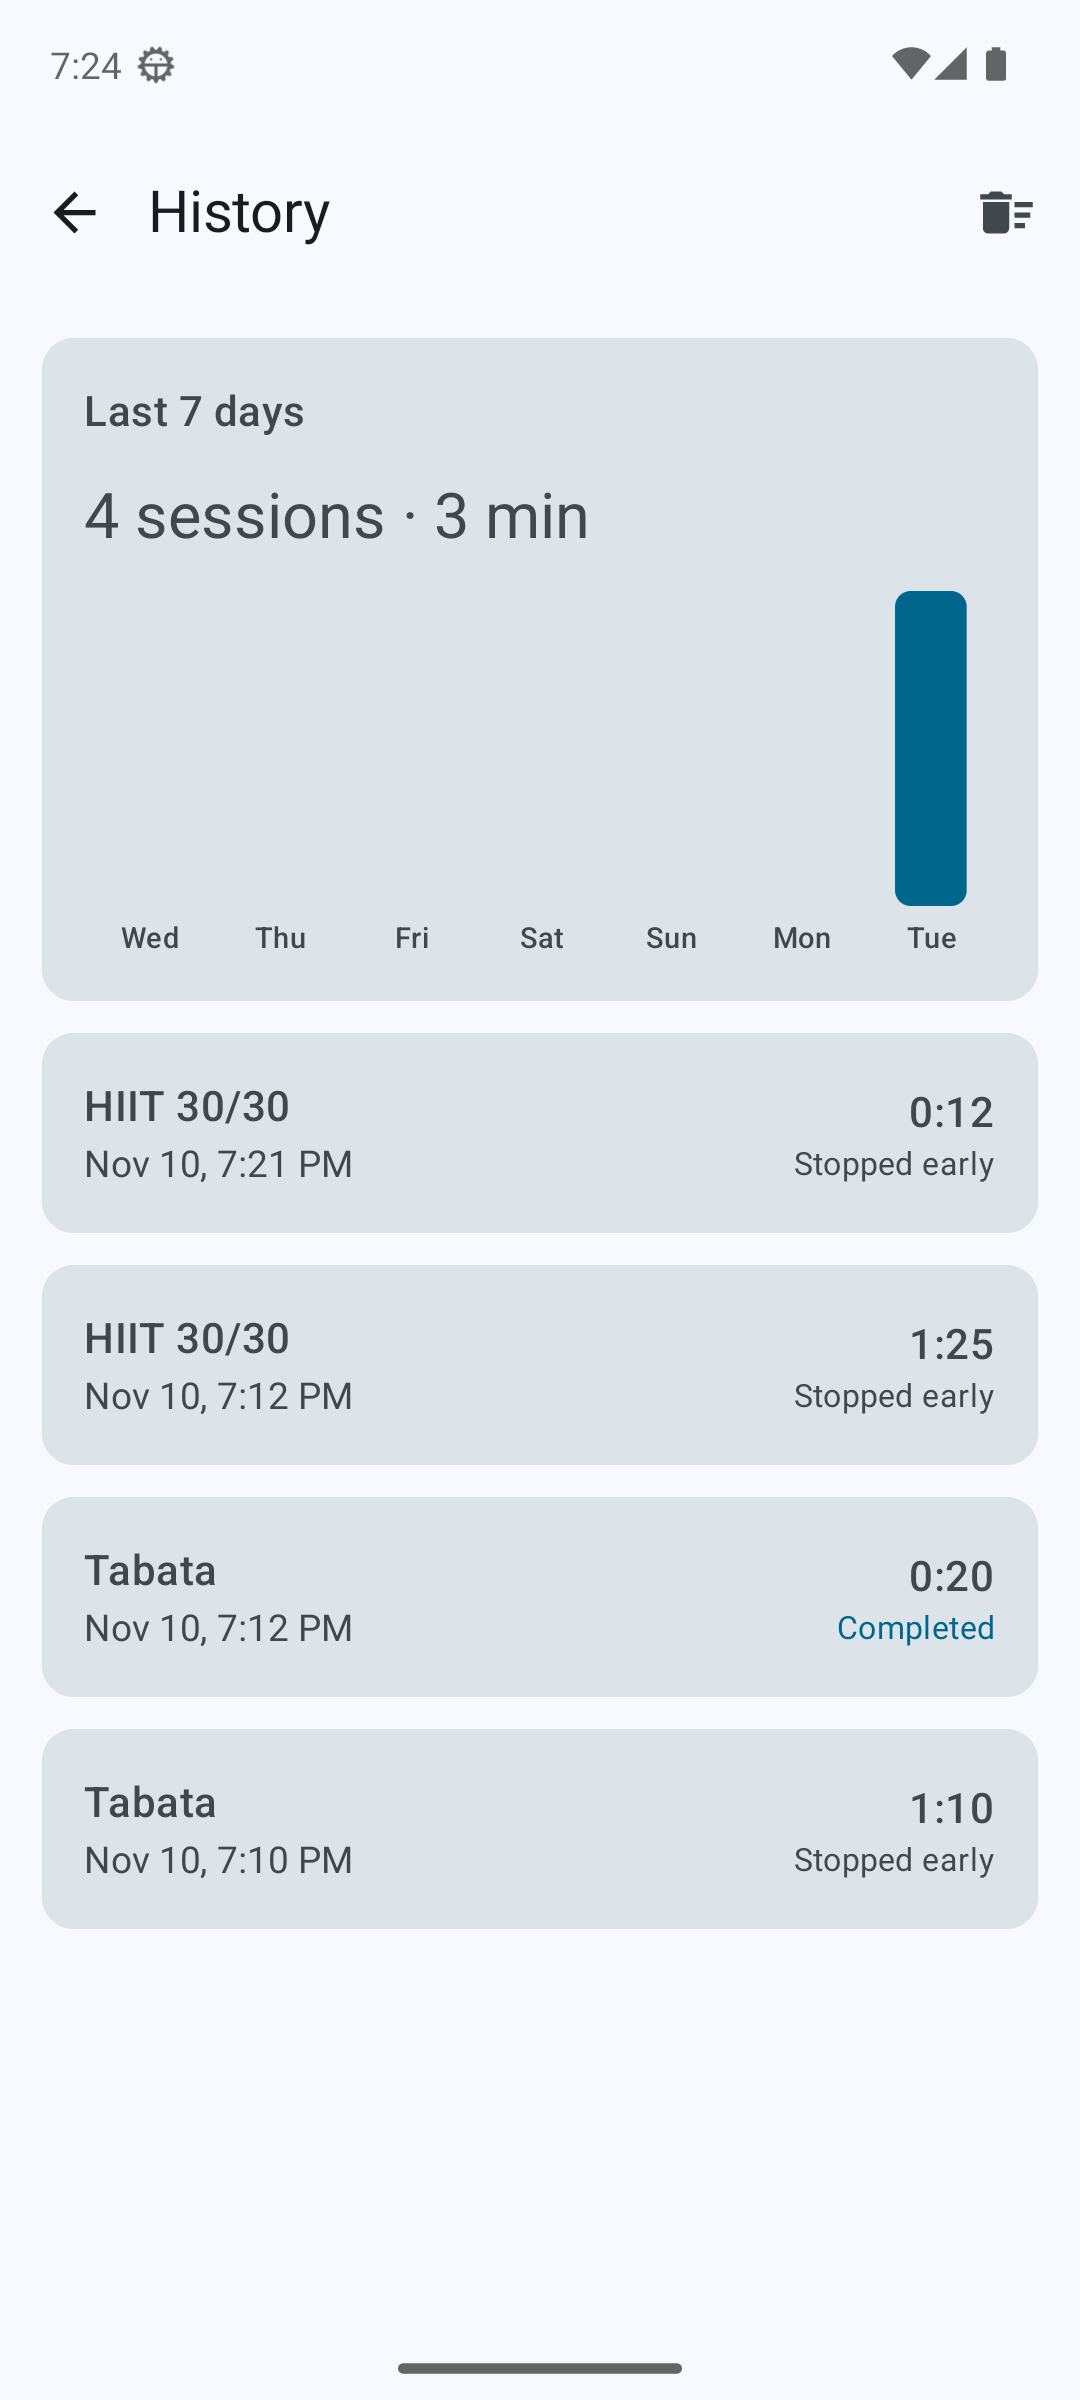 7:24
History
Last 7 days
4 sessions · 3 min
Wed Thu Fri Sat Sun Mon Tue
HIIT 30/30
0:12
Nov 10, 7:21 PM
Stopped early
HIIT 30/30
1:25
Nov 10, 7:12 PM
Stopped early
Tabata
0:20
Nov 10, 7:12 PM
Completed
Tabata
1:10
Nov 10, 7:10 PM
Stopped early